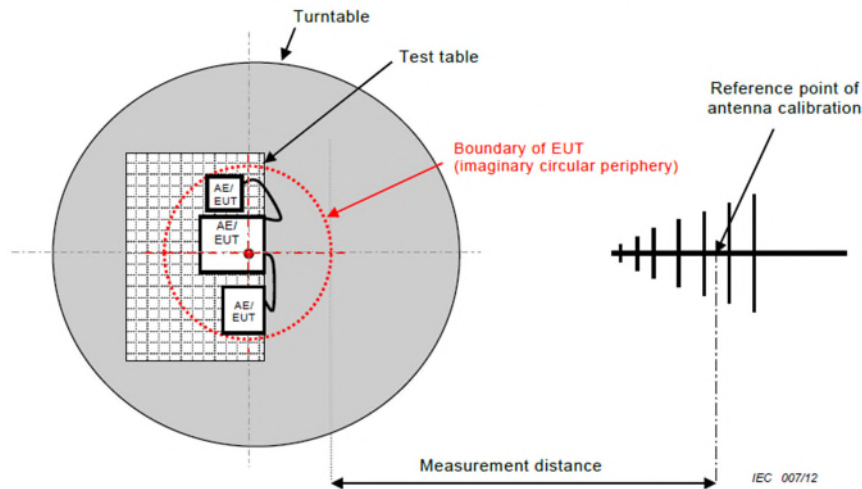 Turntable
Test table
Reference point of
antenna calibration
Boundary of EUT
(imaginary circular periphery)
AE/
EUT
AE/
EUT
AE/
EUT
Measurement distance
IEC 007/12